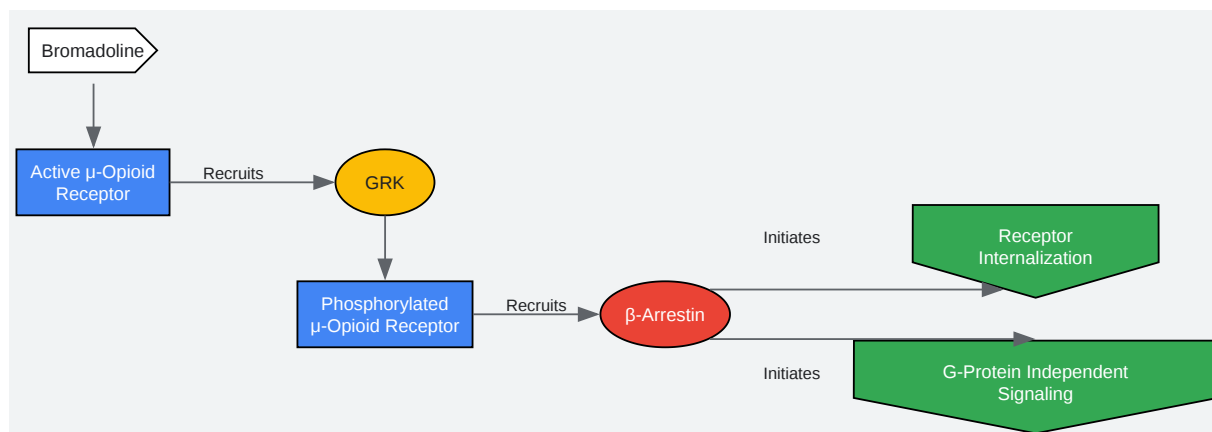 Bromadoline
Active μ-Opioid
Receptor
Recruits
GRK
Phosphorylated
μ-Opioid Receptor
Recruits
β-Arrestin
Initiates
Receptor
Internalization
Initiates
G-Protein Independent
Signaling